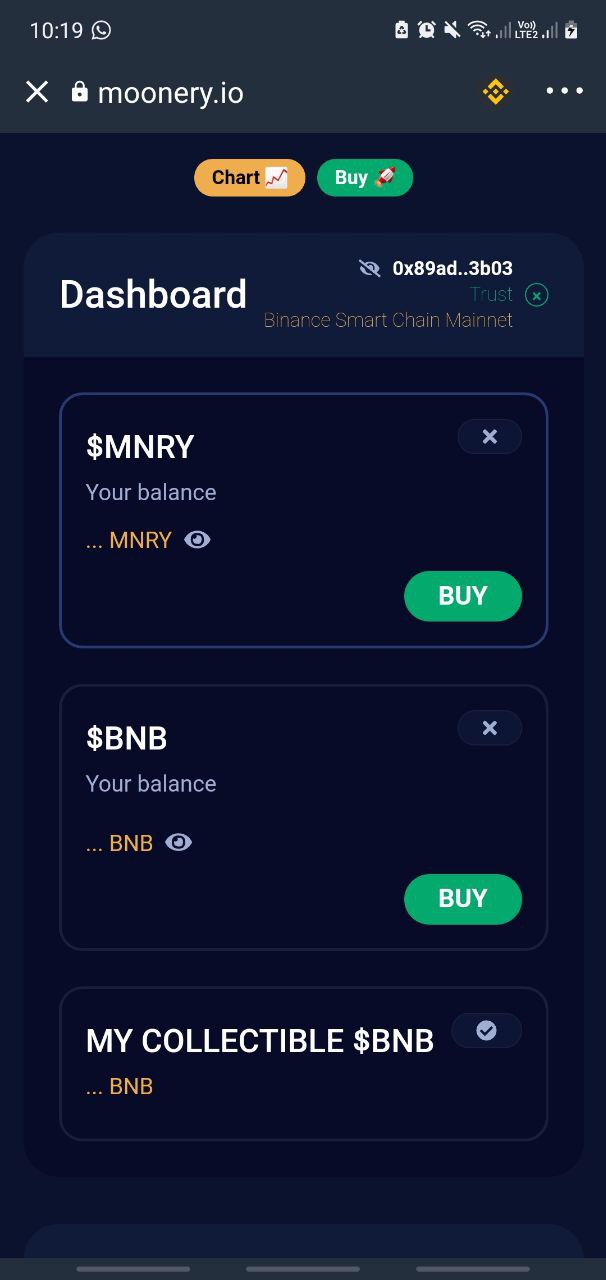 10:19
Vo))
LTE2
moonery.io
Chart 📈 Buy 🚀
0x89ad..3b03
Dashboard
Trust
Binance Smart Chain Mainnet
$MNRY
Your balance
... MNRY
BUY
$BNB
Your balance
... BNB
BUY
MY COLLECTIBLE $BNB
... BNB